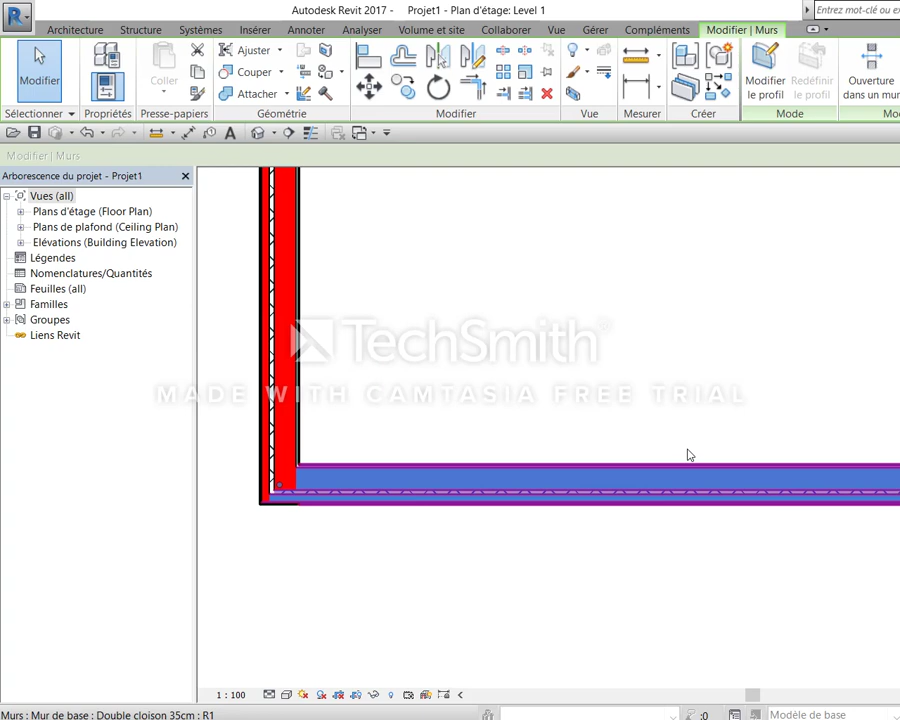 Autodesk Revit 2017 - Projet1 - Plan d'étage: Level 1
Entrez mot-clé ou ex
Architecture Structure Systèmes Insérer Annoter Analyser Volume et site Collaborer Vue Gérer Compléments Modifier | Murs
Modifier
Coller
Ajuster
Couper
Attacher
Modifier le profil
Redéfinir le profil
Ouverture dans un mur
Sélectionner Propriétés Presse-papiers Géométrie Modifier Vue Mesurer Créer Mode Mo
Modifier | Murs
Arborescence du projet - Projet1
Vues (all)
Plans d'étage (Floor Plan)
Plans de plafond (Ceiling Plan)
Elévations (Building Elevation)
Légendes
Nomenclatures/Quantités
Feuilles (all)
Familles
Groupes
Liens Revit
TechSmith®
MADE WITH CAMTASIA FREE TRIAL
1 : 100
Murs : Mur de base : Double cloison 35cm : R1
:0
Modèle de base